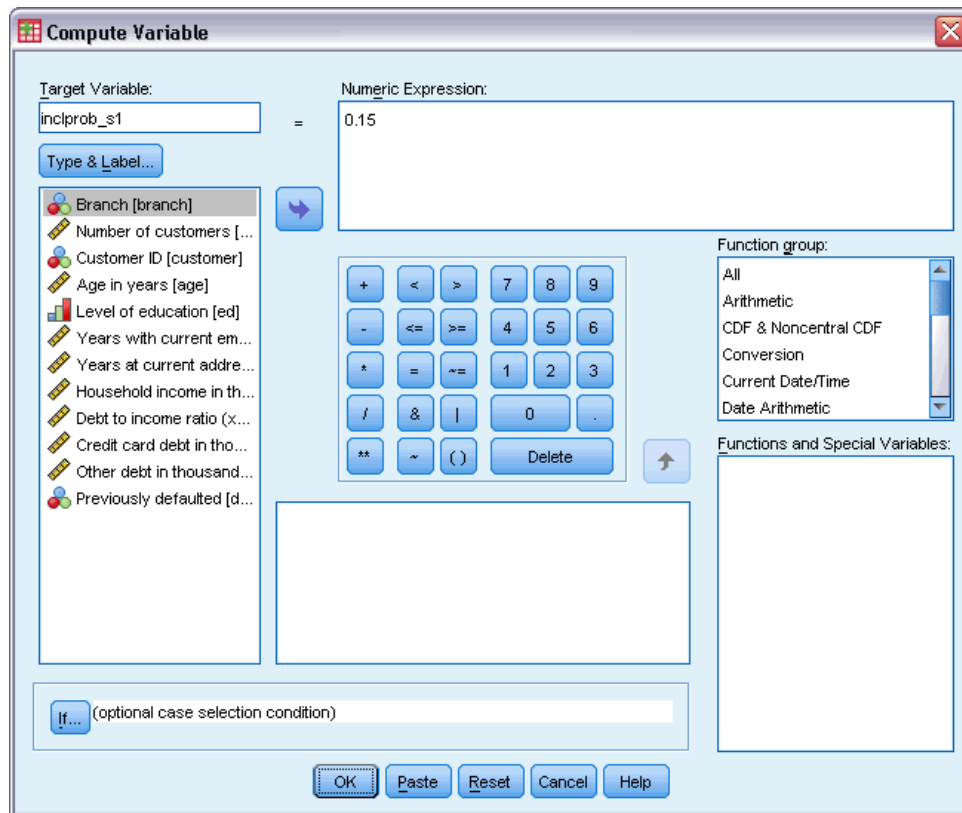 Compute Variable
Target Variable:
inclprob_s1
=
Numeric Expression:
0.15
Type & Label...
Branch [branch]
Number of customers [...
Customer ID [customer]
Age in years [age]
Level of education [ed]
Years with current em...
Years at current addre...
Household income in th...
Debt to income ratio (x...
Credit card debt in tho...
Other debt in thousand...
Previously defaulted [d...
+ < > 7 8 9
- <= >= 4 5 6
* = ~= 1 2 3
/ & | 0 .
** ~ ( ) Delete
Function group:
All
Arithmetic
CDF & Noncentral CDF
Conversion
Current Date/Time
Date Arithmetic
Functions and Special Variables:
If... (optional case selection condition)
OK Paste Reset Cancel Help